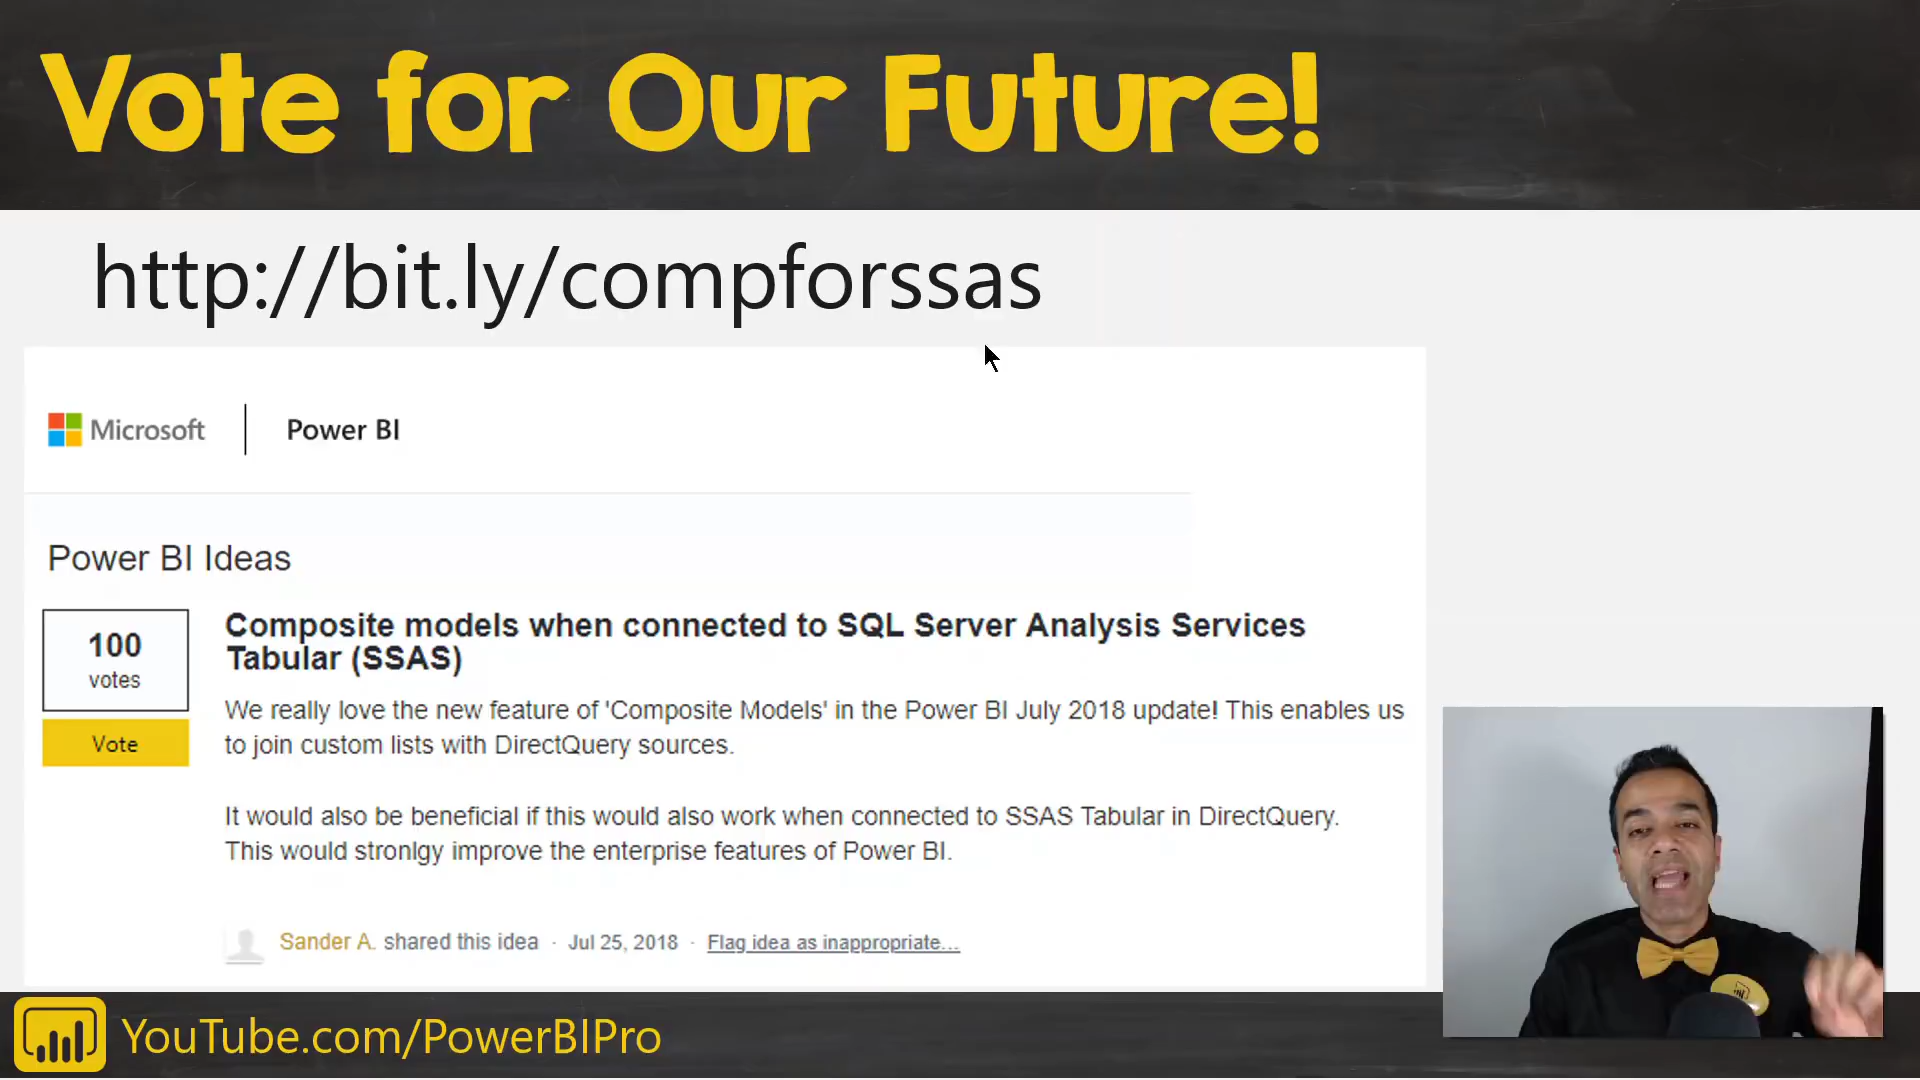 Vote for Our Future!
http://bit.ly/compforssas
Microsoft
Power BI
Power BI Ideas
100
votes
Vote
Composite models when connected to SQL Server Analysis Services
Tabular (SSAS)
We really love the new feature of 'Composite Models' in the Power BI July 2018 update! This enables us
to join custom lists with DirectQuery sources.
It would also be beneficial if this would also work when connected to SSAS Tabular in DirectQuery.
This would stronlgy improve the enterprise features of Power BI.
Sander A. shared this idea · Jul 25, 2018 · Flag idea as inappropriate...
YouTube.com/PowerBIPro